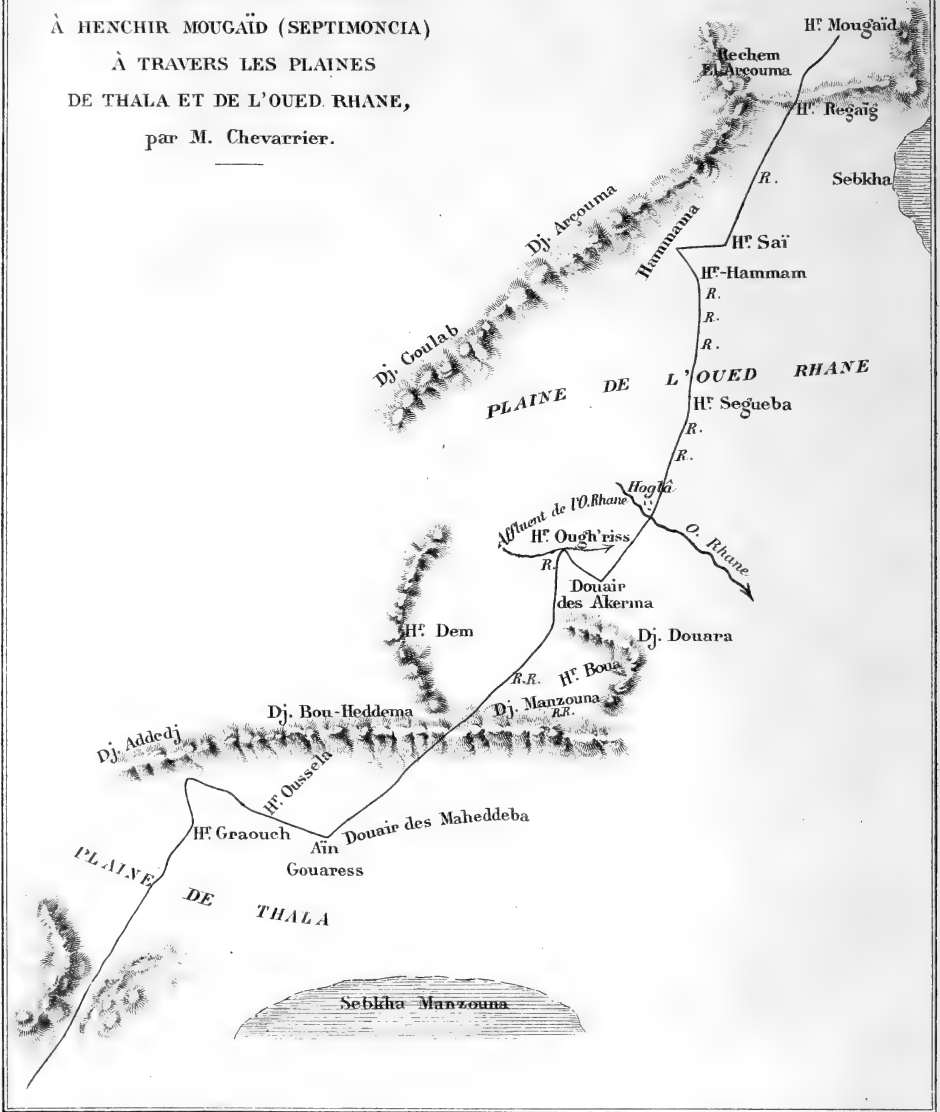 À HENCHIR MOUGAÏD (SEPTIMONCIA)
À TRAVERS LES PLAINES
DE THALA ET DE L'OUED RHANE,
par M. Chevarrier.
Hr. Mougaïd
Rechem
El-Arçouma
Hr. Regaïg
R.
Sebkha
Dj. Arçouma
Hammama
Hr. Saï
Hr.-Hammam
R.
R.
R.
Dj. Goulab
PLAINE DE L'OUED RHANE
Hr. Segueba
R.
R.
Hoglâ
Affluent de l'O. Rhane
O. Rhane
Hr. Ough'riss
R.
Douair
des Akerma
Hr. Dem
Dj. Douara
Hr. Boua
R.R.
Dj. Manzouna
R.R.
Dj. Bou-Heddema
Dj. Addedj
Hr. Oussela
Hr. Graouch
Douair des Maheddeba
Aïn
Gouaress
PLAINE DE THALA
Sebkha Manzouna